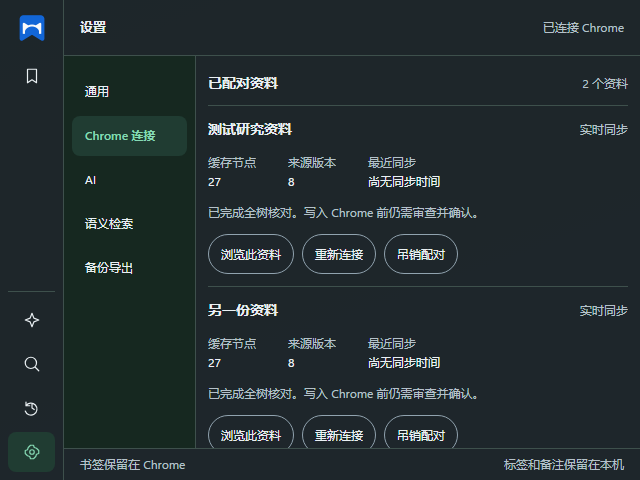 设置
已连接 Chrome
通用
Chrome 连接
AI
语义检索
备份导出
已配对资料
2 个资料
测试研究资料
实时同步
缓存节点 来源版本 最近同步
27 8 尚无同步时间
已完成全树核对。写入 Chrome 前仍需审查并确认。
浏览此资料 重新连接 吊销配对
另一份资料
实时同步
缓存节点 来源版本 最近同步
27 8 尚无同步时间
已完成全树核对。写入 Chrome 前仍需审查并确认。
浏览此资料 重新连接 吊销配对
书签保留在 Chrome
标签和备注保留在本机